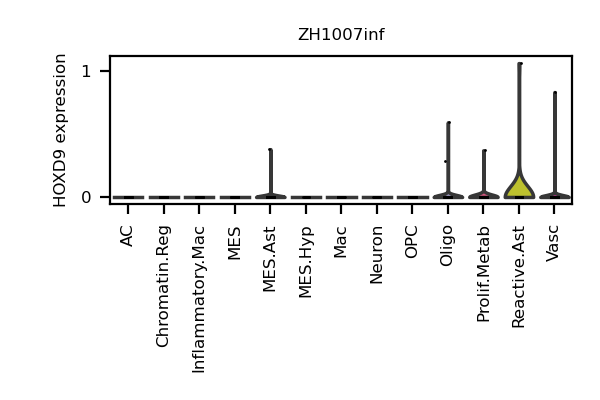 ZH1007inf
HOXD9 expression
1
0
AC
Chromatin.Reg
Inflammatory.Mac
MES
MES.Ast
MES.Hyp
Mac
Neuron
OPC
Oligo
Prolif.Metab
Reactive.Ast
Vasc